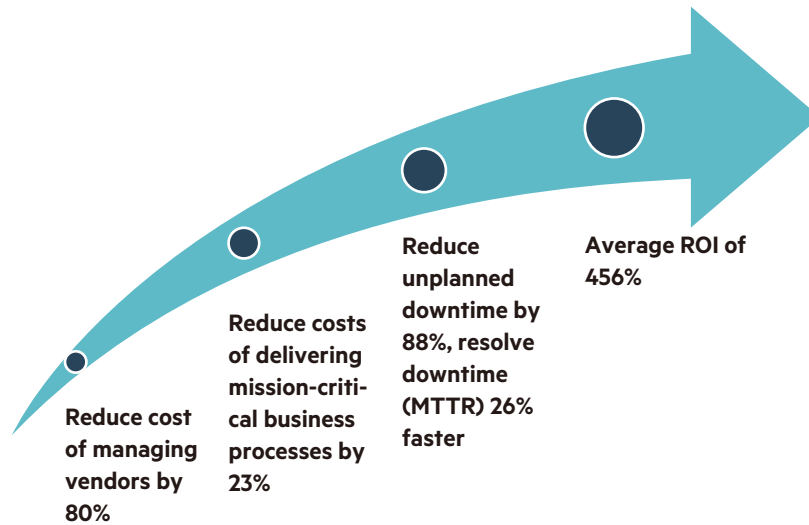 Reduce cost
of managing
vendors by
80%
Reduce costs
of delivering
mission-criti-
cal business
processes by
23%
Reduce
unplanned
downtime by
88%, resolve
downtime
(MTTR) 26%
faster
Average ROI of
456%